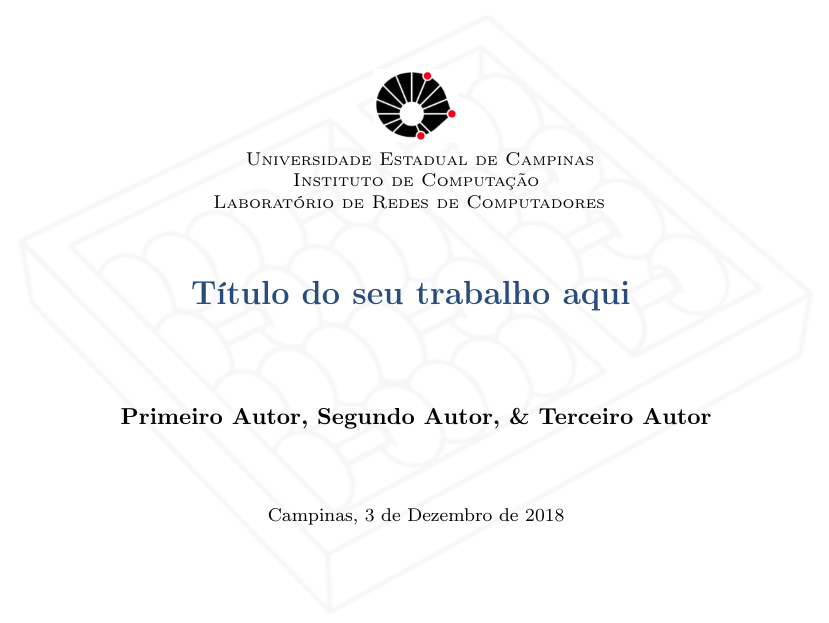 Universidade Estadual de Campinas
Instituto de Computação
Laboratório de Redes de Computadores
Título do seu trabalho aqui
Primeiro Autor, Segundo Autor, & Terceiro Autor
Campinas, 3 de Dezembro de 2018